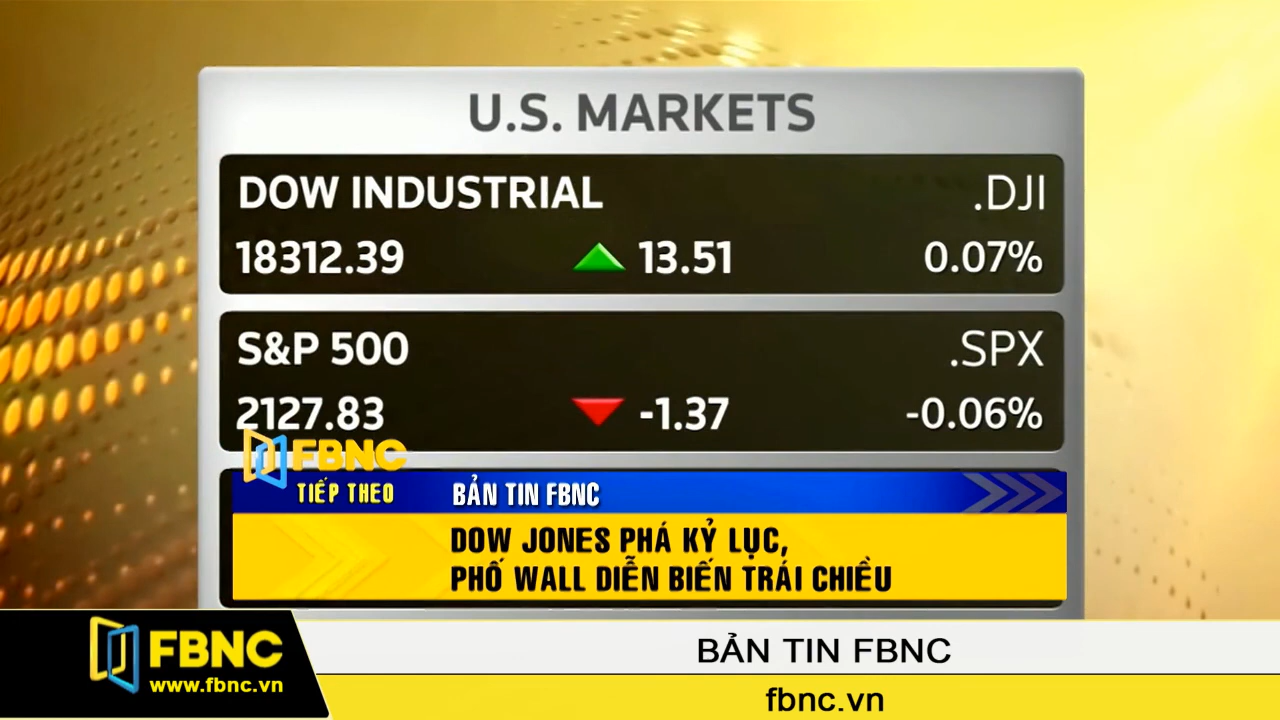 U.S. MARKETS
DOW INDUSTRIAL .DJI
18312.39 13.51 0.07%
S&P 500 .SPX
2127.83 -1.37 -0.06%
FBNC
TIẾP THEO BẢN TIN FBNC
DOW JONES PHÁ KỶ LỤC,
PHỐ WALL DIỄN BIẾN TRÁI CHIỀU
FBNC
www.fbnc.vn
BẢN TIN FBNC
fbnc.vn